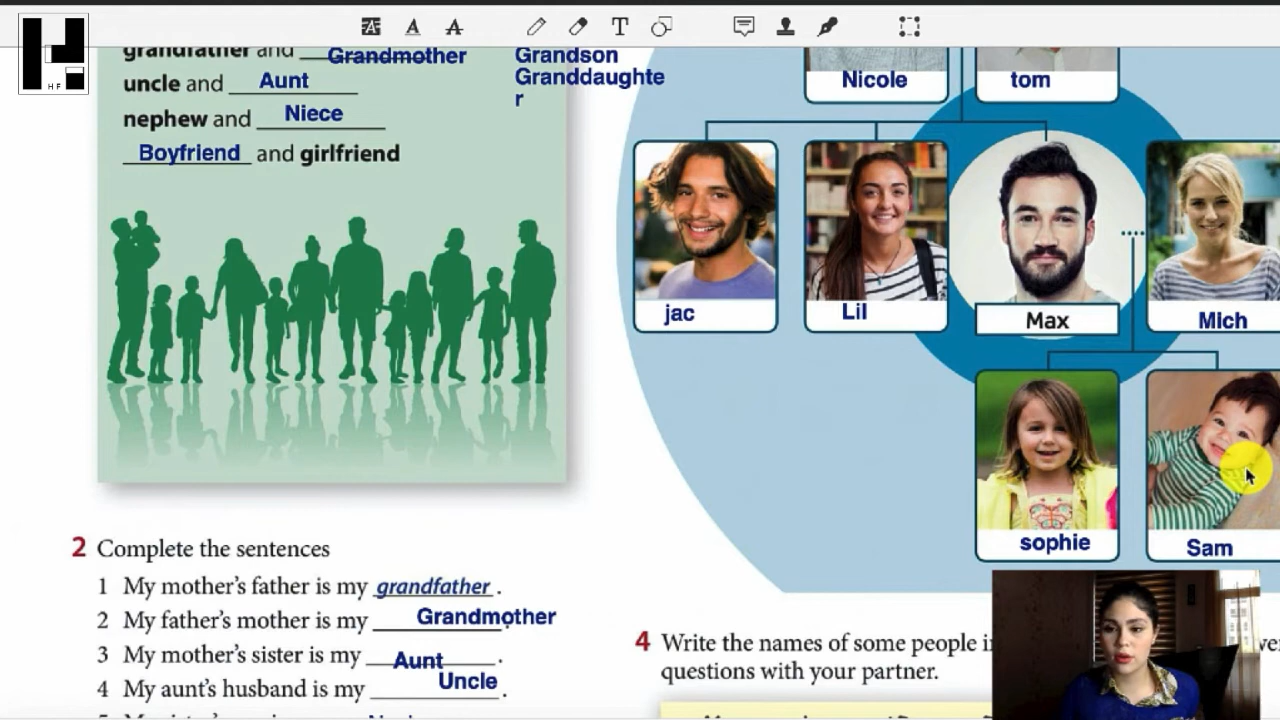 HF
grandfather and Grandmother
Grandson
Granddaughte
r
uncle and Aunt
nephew and Niece
Boyfriend and girlfriend
Nicole
tom
jac
Lil
Max
Mich
sophie
Sam
2 Complete the sentences
1 My mother's father is my grandfather .
2 My father's mother is my Grandmother .
3 My mother's sister is my Aunt .
4 My aunt's husband is my Uncle .
4 Write the names of some people
questions with your partner.